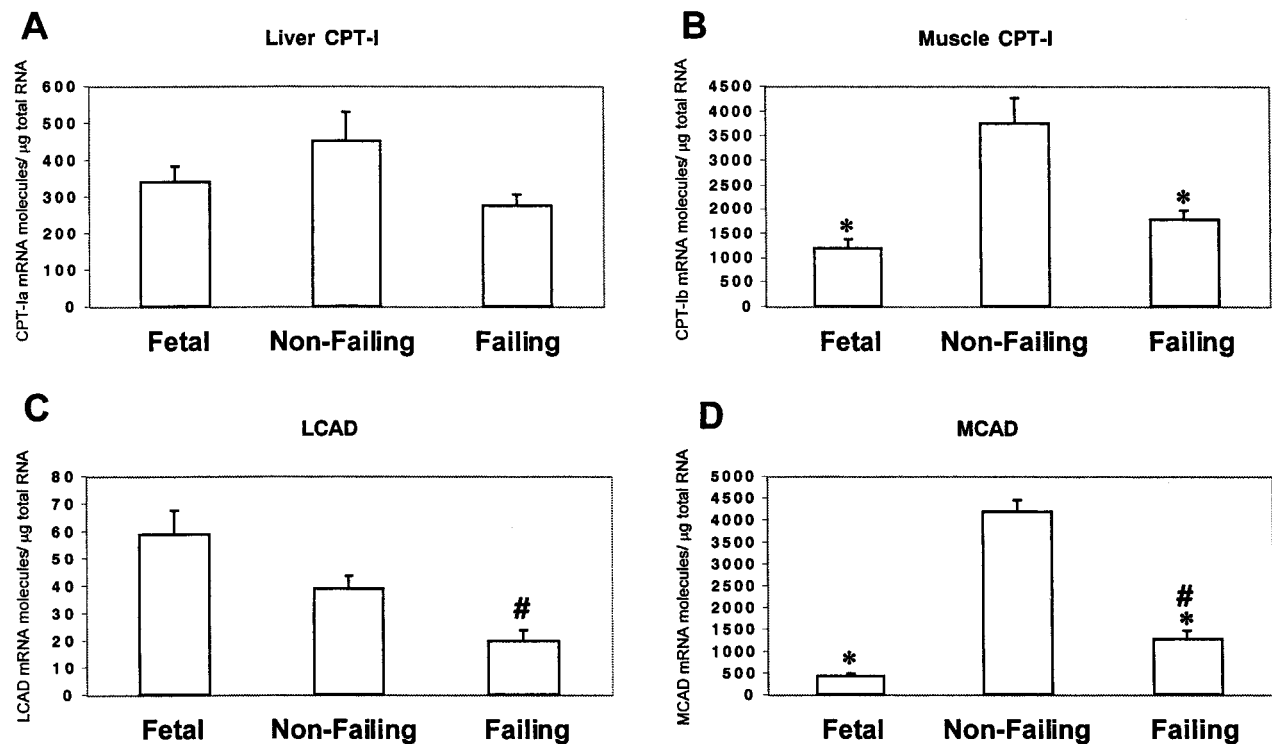 A
Liver CPT-I
CPT-Ia mRNA molecules/ µg total RNA
600
500
400
300
200
100
0
Fetal
Non-Failing
Failing
B
Muscle CPT-I
CPT-Ib mRNA molecules/ µg total RNA
4500
4000
3500
3000
2500
2000
1500
1000
500
0
*
*
Fetal
Non-Failing
Failing
C
LCAD
LCAD mRNA molecules/ µg total RNA
80
70
60
50
40
30
20
10
0
#
Fetal
Non-Failing
Failing
D
MCAD
MCAD mRNA molecules/ µg total RNA
5000
4500
4000
3500
3000
2500
2000
1500
1000
500
0
*
#
*
Fetal
Non-Failing
Failing